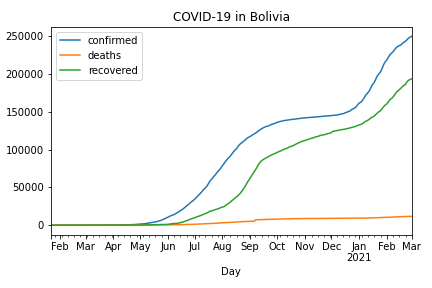 COVID-19 in Bolivia
confirmed
deaths
recovered
250000
200000
150000
100000
50000
0
Feb Mar Apr May Jun Jul Aug Sep Oct Nov Dec Jan Feb Mar
2021
Day